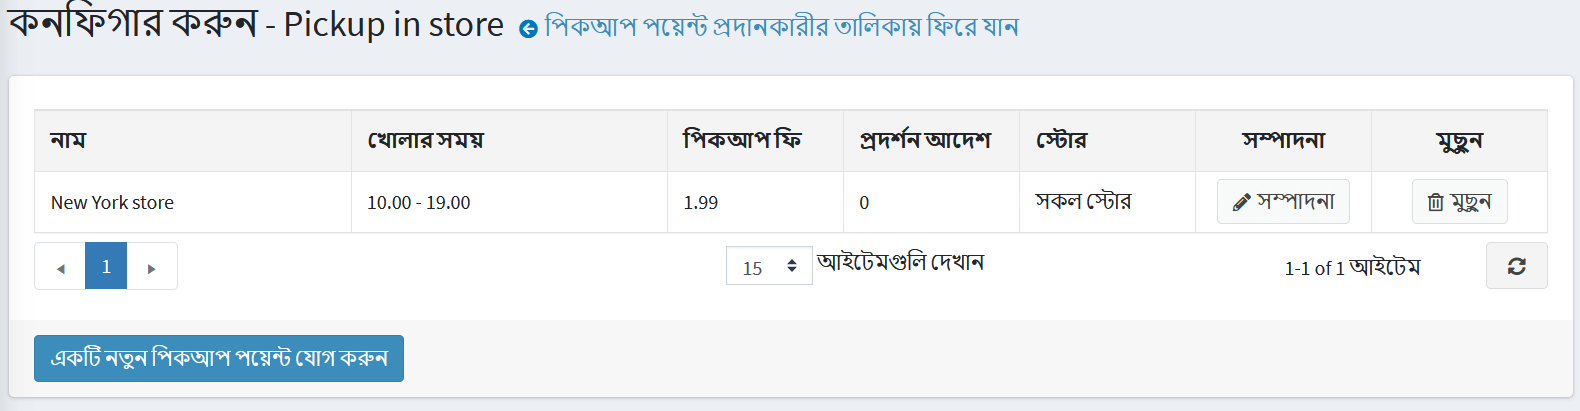 কনফিগার করুন - Pickup in store পিকআপ পয়েন্ট প্রদানকারীর তালিকায় ফিরে যান
নাম খোলার সময় পিকআপ ফি প্রদর্শন আদেশ স্টোর সম্পাদনা মুছুন
New York store 10.00 - 19.00 1.99 0 সকল স্টোর সম্পাদনা মুছুন
1 15 আইটেমগুলি দেখান 1-1 of 1 আইটেম
একটি নতুন পিকআপ পয়েন্ট যোগ করুন